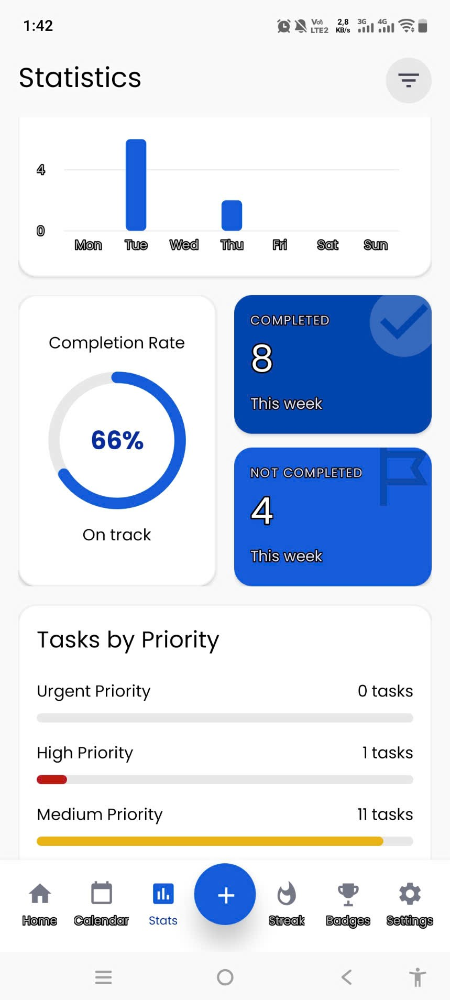 1:42
Vo) LTE2 2,8 KB/s 3G 4G
Statistics
4
0
Mon Tue Wed Thu Fri Sat Sun
Completion Rate
66%
On track
COMPLETED
8
This week
NOT COMPLETED
4
This week
Tasks by Priority
Urgent Priority 0 tasks
High Priority 1 tasks
Medium Priority 11 tasks
Home Calendar Stats + Streak Badges Settings